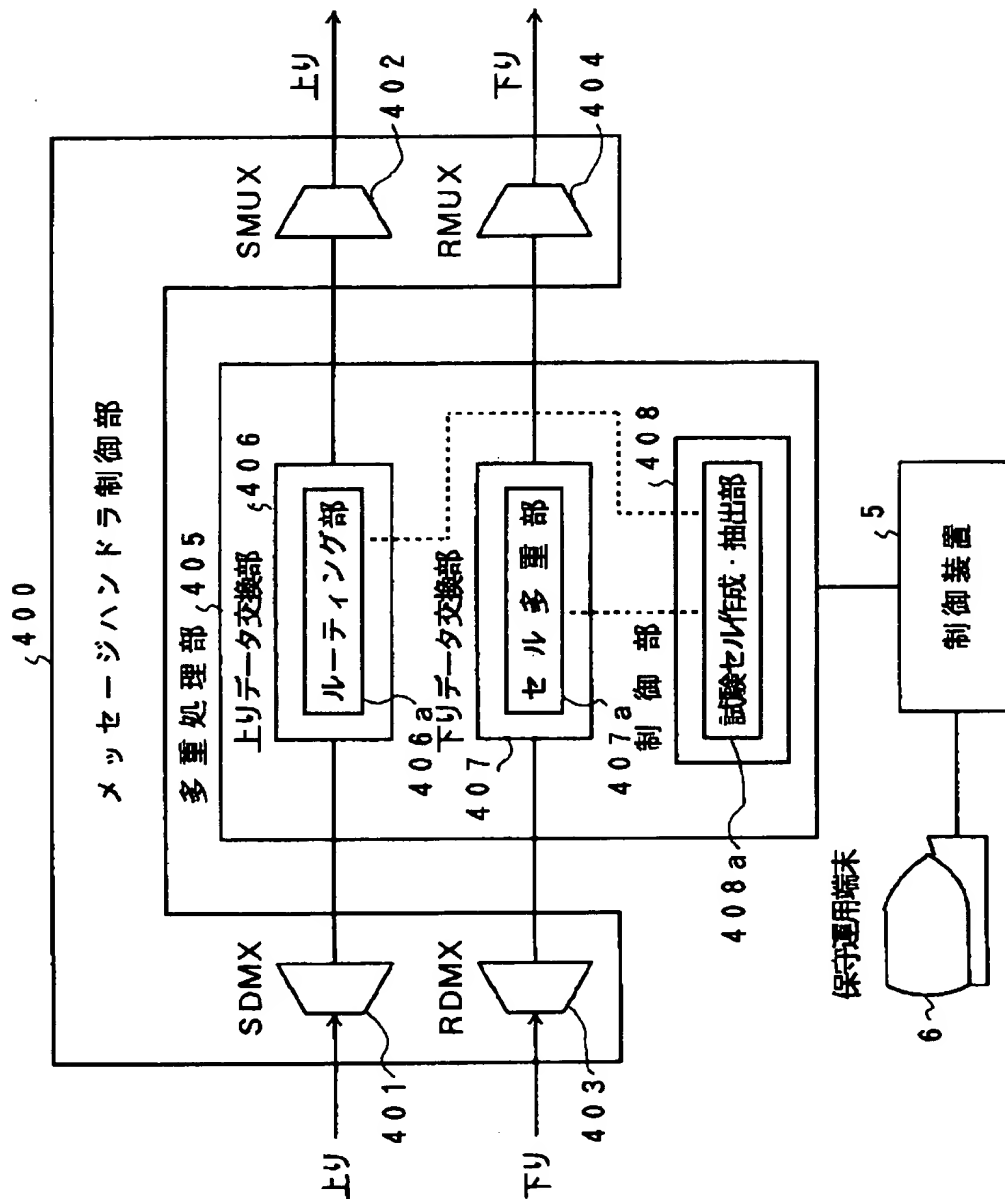 400
メッセージハンドラ制御部
上り
SDMX
401
SMUX
402
上り
多重処理部
405
上りデータ交換部
406
ルーティング部
406a
下り
RDMX
403
RMUX
404
下り
下りデータ交換部
407
セル多重部
407a
制御部
408
試験セル作成・抽出部
408a
保守運用端末
6
制御装置
5